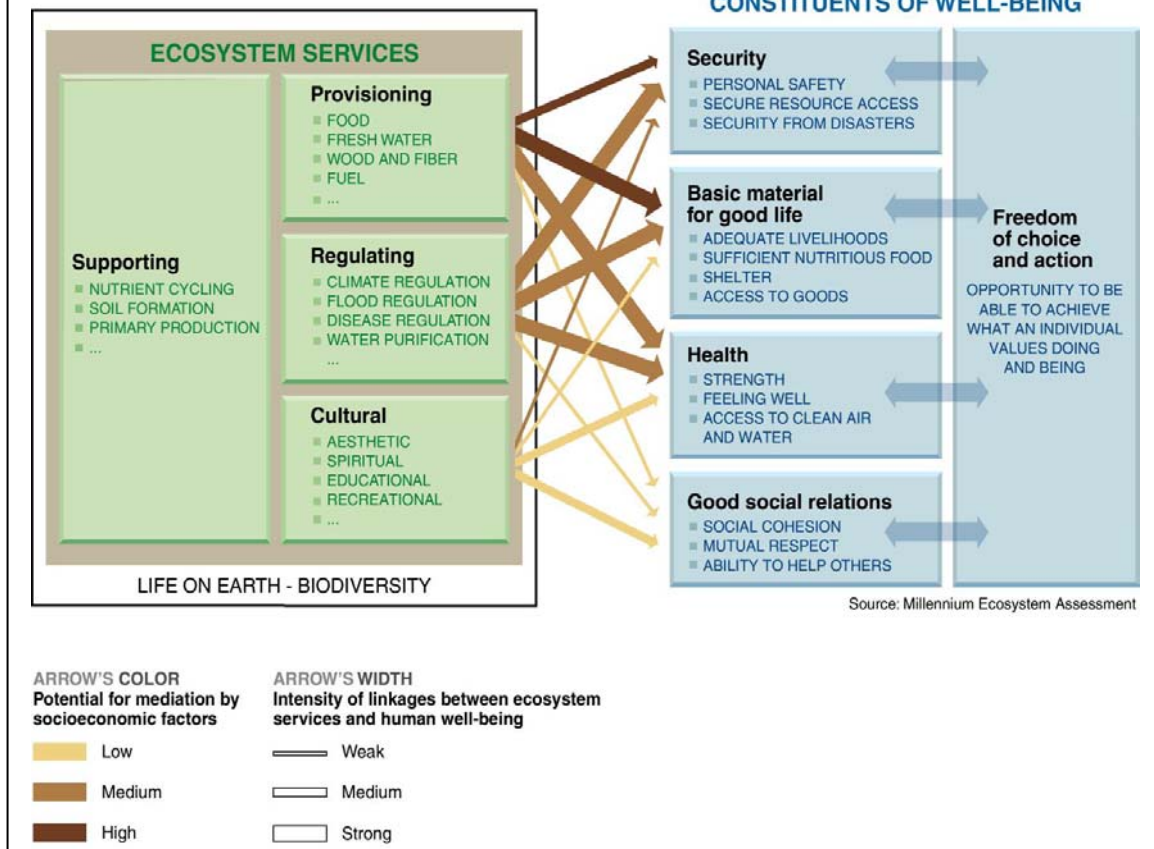 CONSTITUENTS OF WELL-BEING
ECOSYSTEM SERVICES
Supporting
NUTRIENT CYCLING
SOIL FORMATION
PRIMARY PRODUCTION
...
Provisioning
FOOD
FRESH WATER
WOOD AND FIBER
FUEL
...
Regulating
CLIMATE REGULATION
FLOOD REGULATION
DISEASE REGULATION
WATER PURIFICATION
...
Cultural
AESTHETIC
SPIRITUAL
EDUCATIONAL
RECREATIONAL
...
LIFE ON EARTH - BIODIVERSITY
Security
PERSONAL SAFETY
SECURE RESOURCE ACCESS
SECURITY FROM DISASTERS
Basic material
for good life
ADEQUATE LIVELIHOODS
SUFFICIENT NUTRITIOUS FOOD
SHELTER
ACCESS TO GOODS
Health
STRENGTH
FEELING WELL
ACCESS TO CLEAN AIR
AND WATER
Good social relations
SOCIAL COHESION
MUTUAL RESPECT
ABILITY TO HELP OTHERS
Freedom
of choice
and action
OPPORTUNITY TO BE
ABLE TO ACHIEVE
WHAT AN INDIVIDUAL
VALUES DOING
AND BEING
Source: Millennium Ecosystem Assessment
ARROW'S COLOR
Potential for mediation by
socioeconomic factors
Low
Medium
High
ARROW'S WIDTH
Intensity of linkages between ecosystem
services and human well-being
Weak
Medium
Strong